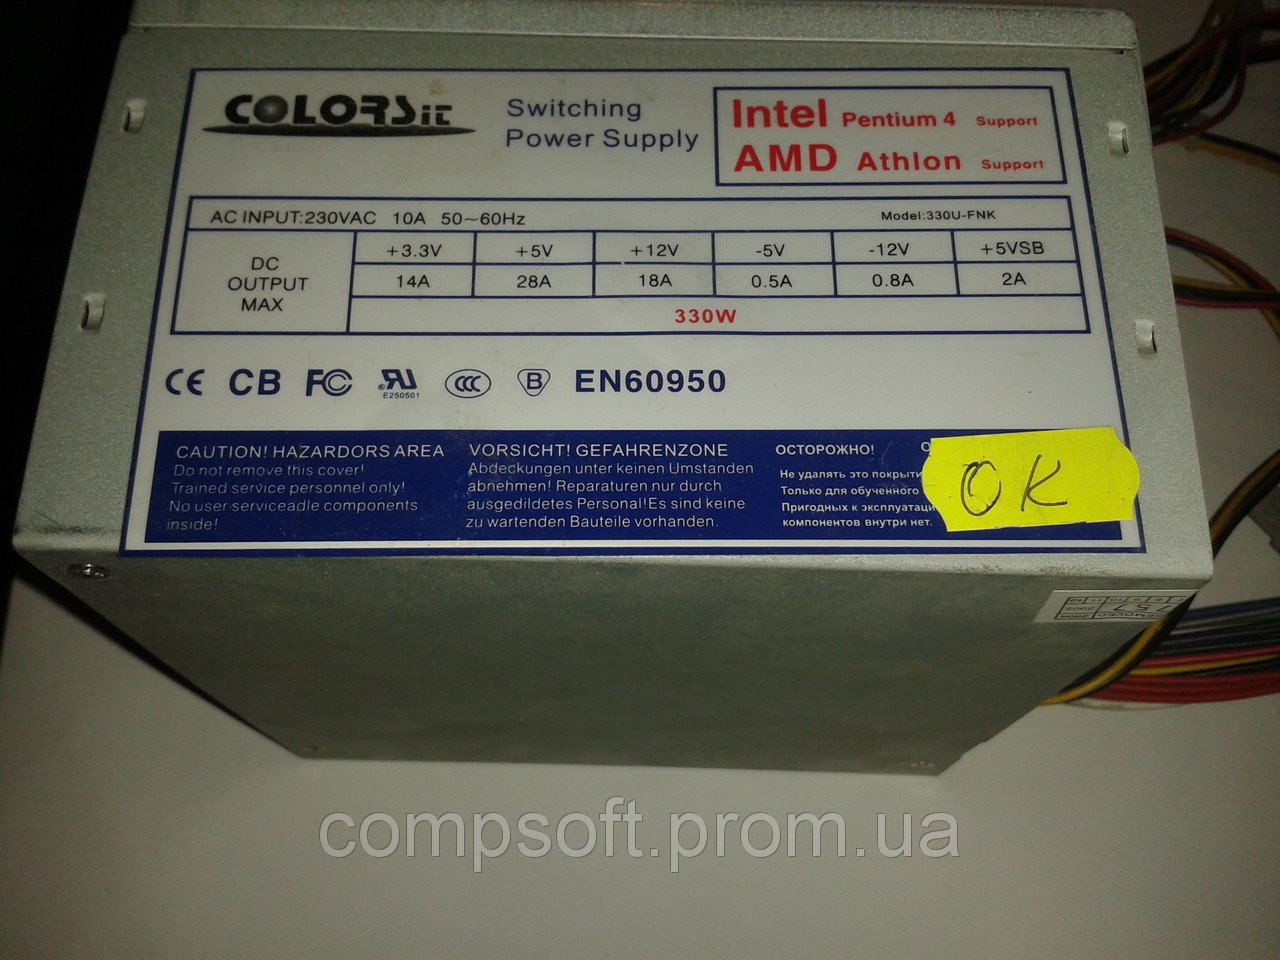 COLORSiT
Switching
Power Supply
Intel Pentium 4 Support
AMD Athlon Support
AC INPUT:230VAC 10A 50~60Hz Model:330U-FNK
DC OUTPUT MAX
+3.3V +5V +12V -5V -12V +5VSB
14A 28A 18A 0.5A 0.8A 2A
330W
CE CB FC RU CCC B EN60950
E250501
CAUTION! HAZARDORS AREA
Do not remove this cover!
Trained service personnel only!
No user serviceadle components
inside!
VORSICHT! GEFAHRENZONE
Abdeckungen unter keinen Umstanden
abnehmen! Reparaturen nur durch
ausgedildetes Personal!Es sind keine
zu wartenden Bauteile vorhanden.
ОСТОРОЖНО!
Не удалять это покрыти
Только для обученного
Пригодных к эксплуатаци
компонентов внутри нет.
OK
compsoft.prom.ua